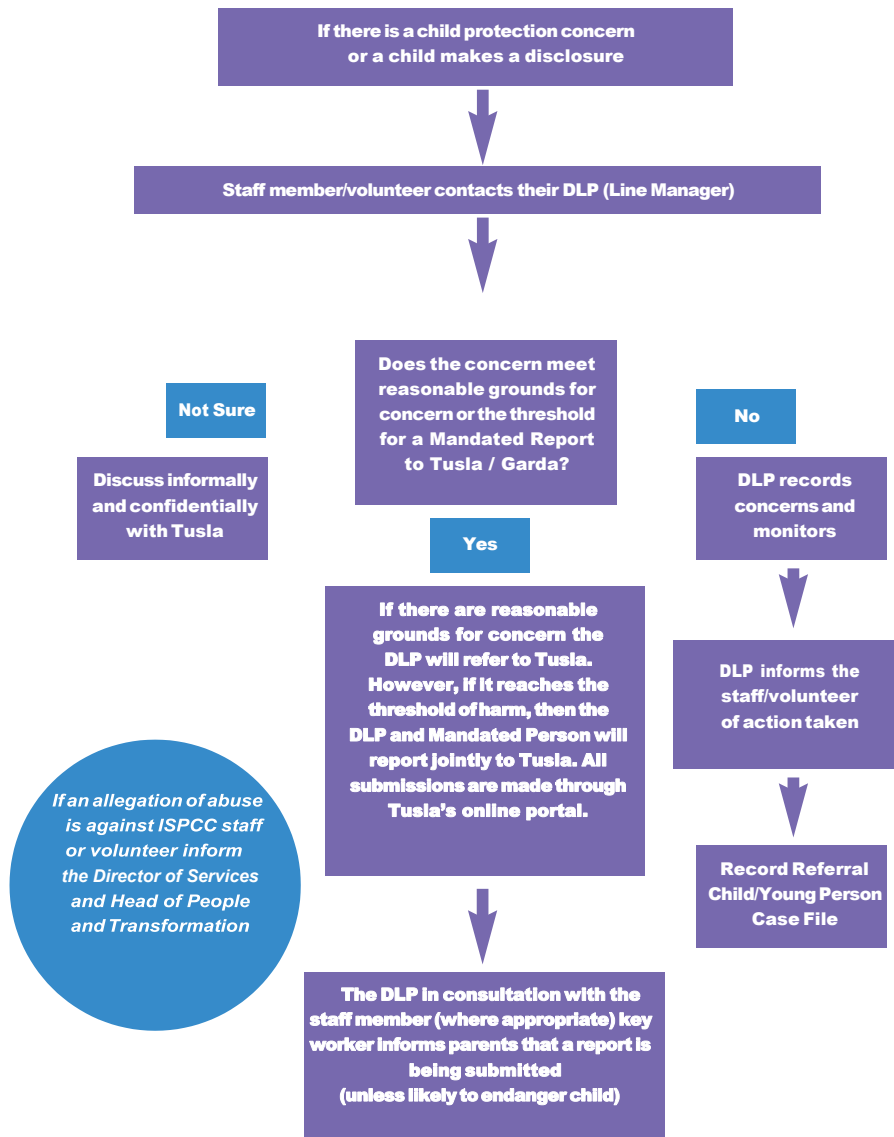 If there is a child protection concern
or a child makes a disclosure
Staff member/volunteer contacts their DLP (Line Manager)
Does the concern meet
reasonable grounds for
concern or the threshold
for a Mandated Report
to Tusla / Garda?
Not Sure
Discuss informally
and confidentially
with Tusla
Yes
If there are reasonable
grounds for concern the
DLP will refer to Tusla.
However, if it reaches the
threshold of harm, then the
DLP and Mandated Person will
report jointly to Tusla. All
submissions are made through
Tusla's online portal.
The DLP in consultation with the
staff member (where appropriate) key
worker informs parents that a report is
being submitted
(unless likely to endanger child)
No
DLP records
concerns and
monitors
DLP informs the
staff/volunteer
of action taken
Record Referral
Child/Young Person
Case File
If an allegation of abuse
is against ISPCC staff
or volunteer inform
the Director of Services
and Head of People
and Transformation